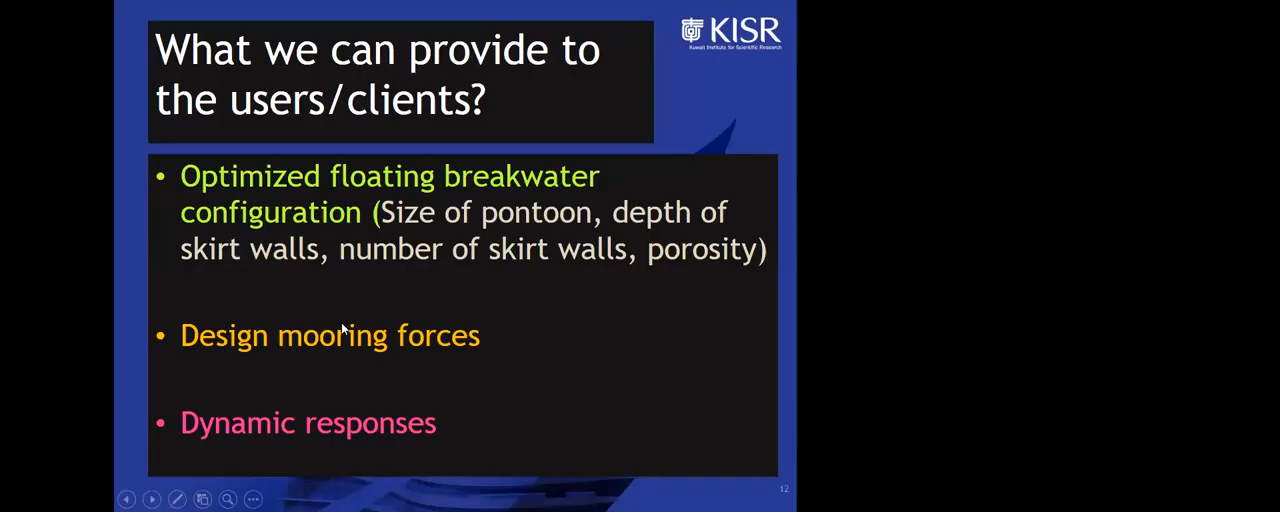 What we can provide to
the users/clients?
KISR
Kuwait Institute for Scientific Research
• Optimized floating breakwater
configuration (Size of pontoon, depth of
skirt walls, number of skirt walls, porosity)
• Design mooring forces
• Dynamic responses
12